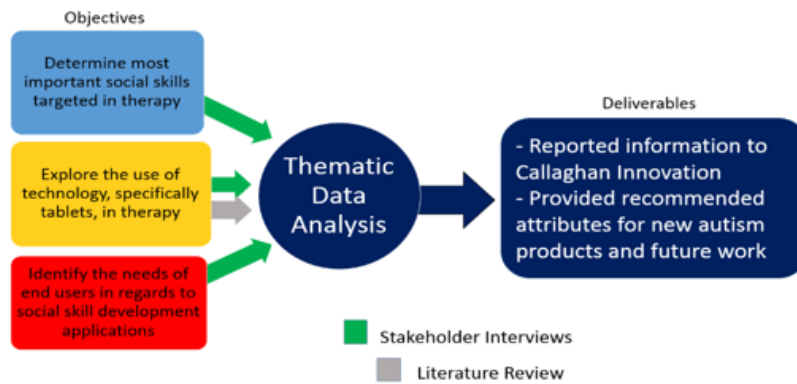 Objectives
Determine most
important social skills
targeted in therapy
Explore the use of
technology, specifically
tablets, in therapy
Identify the needs of
end users in regards to
social skill development
applications
Thematic
Data
Analysis
Deliverables
- Reported information to
Callaghan Innovation
- Provided recommended
attributes for new autism
products and future work
Stakeholder Interviews
Literature Review